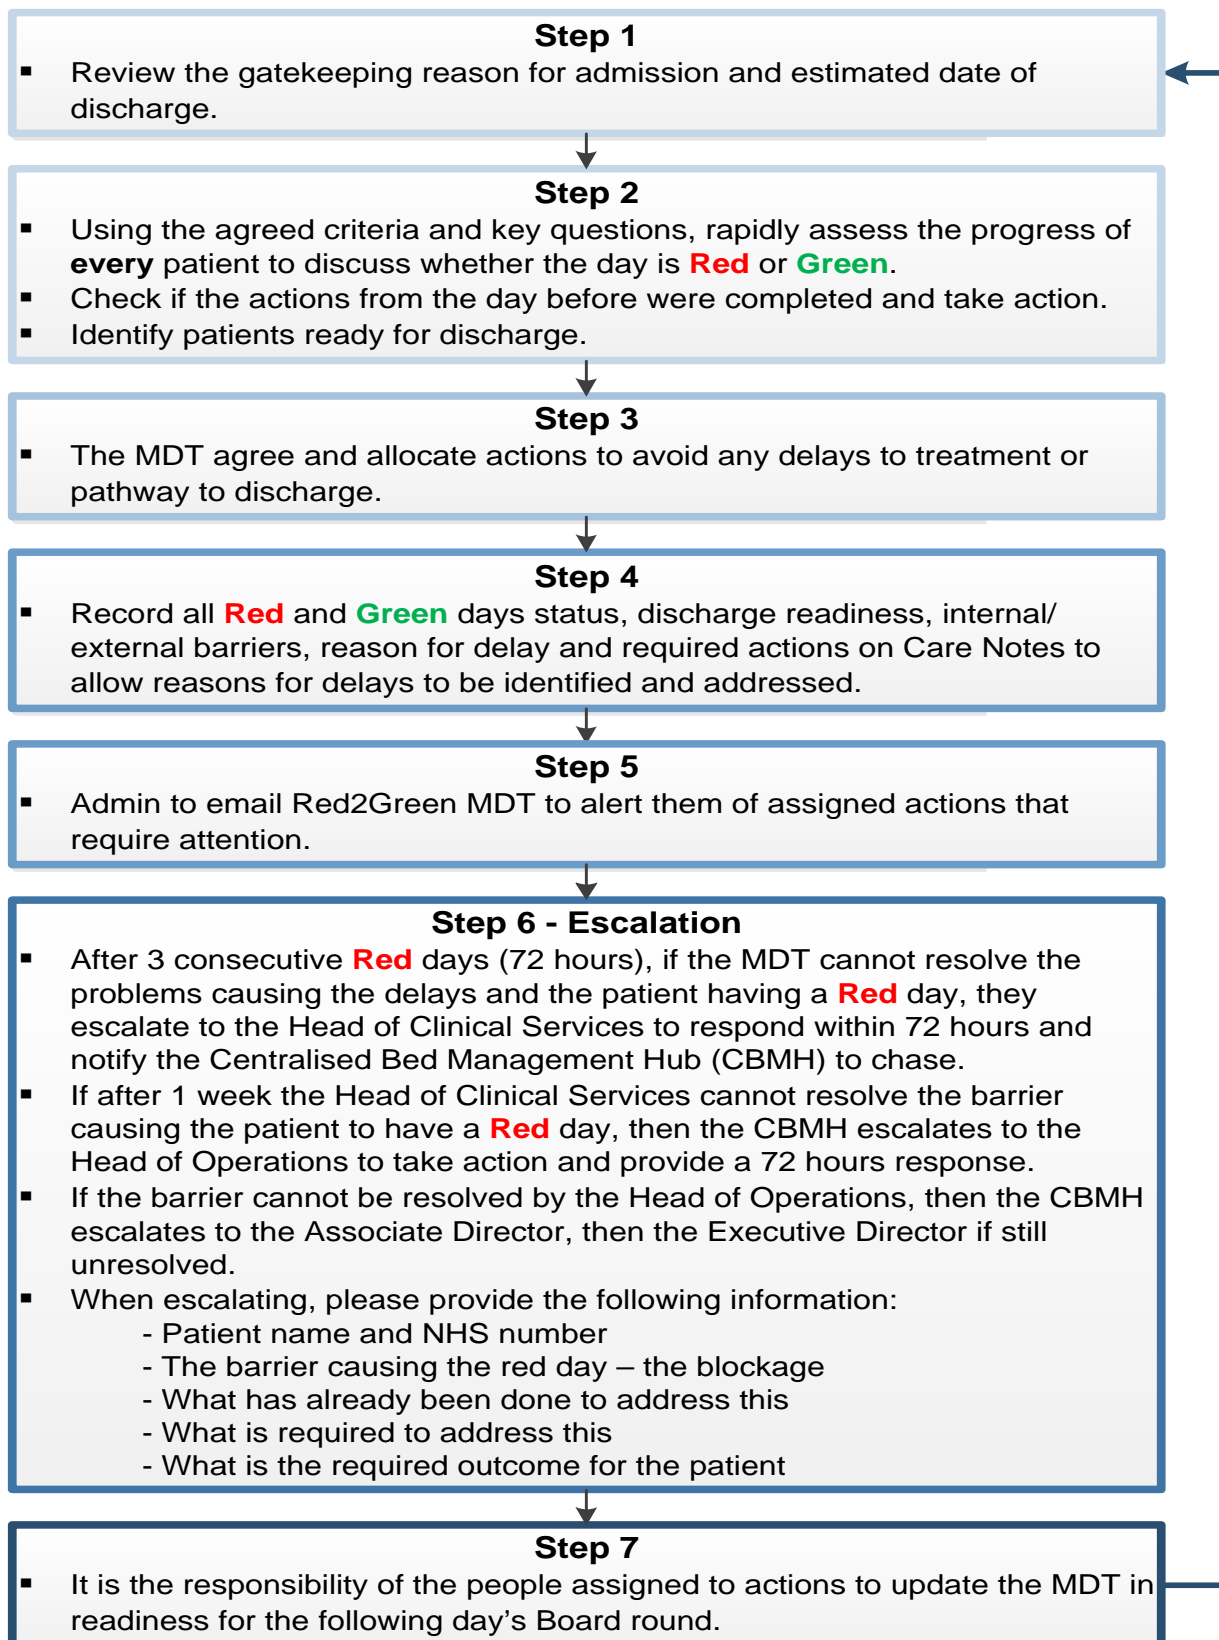 Step 1
▪ Review the gatekeeping reason for admission and estimated date of
discharge.
Step 2
▪ Using the agreed criteria and key questions, rapidly assess the progress of
every patient to discuss whether the day is Red or Green.
▪ Check if the actions from the day before were completed and take action.
▪ Identify patients ready for discharge.
Step 3
▪ The MDT agree and allocate actions to avoid any delays to treatment or
pathway to discharge.
Step 4
▪ Record all Red and Green days status, discharge readiness, internal/
external barriers, reason for delay and required actions on Care Notes to
allow reasons for delays to be identified and addressed.
Step 5
▪ Admin to email Red2Green MDT to alert them of assigned actions that
require attention.
Step 6 - Escalation
▪ After 3 consecutive Red days (72 hours), if the MDT cannot resolve the
problems causing the delays and the patient having a Red day, they
escalate to the Head of Clinical Services to respond within 72 hours and
notify the Centralised Bed Management Hub (CBMH) to chase.
▪ If after 1 week the Head of Clinical Services cannot resolve the barrier
causing the patient to have a Red day, then the CBMH escalates to the
Head of Operations to take action and provide a 72 hours response.
▪ If the barrier cannot be resolved by the Head of Operations, then the CBMH
escalates to the Associate Director, then the Executive Director if still
unresolved.
▪ When escalating, please provide the following information:
- Patient name and NHS number
- The barrier causing the red day – the blockage
- What has already been done to address this
- What is required to address this
- What is the required outcome for the patient
Step 7
▪ It is the responsibility of the people assigned to actions to update the MDT in
readiness for the following day's Board round.